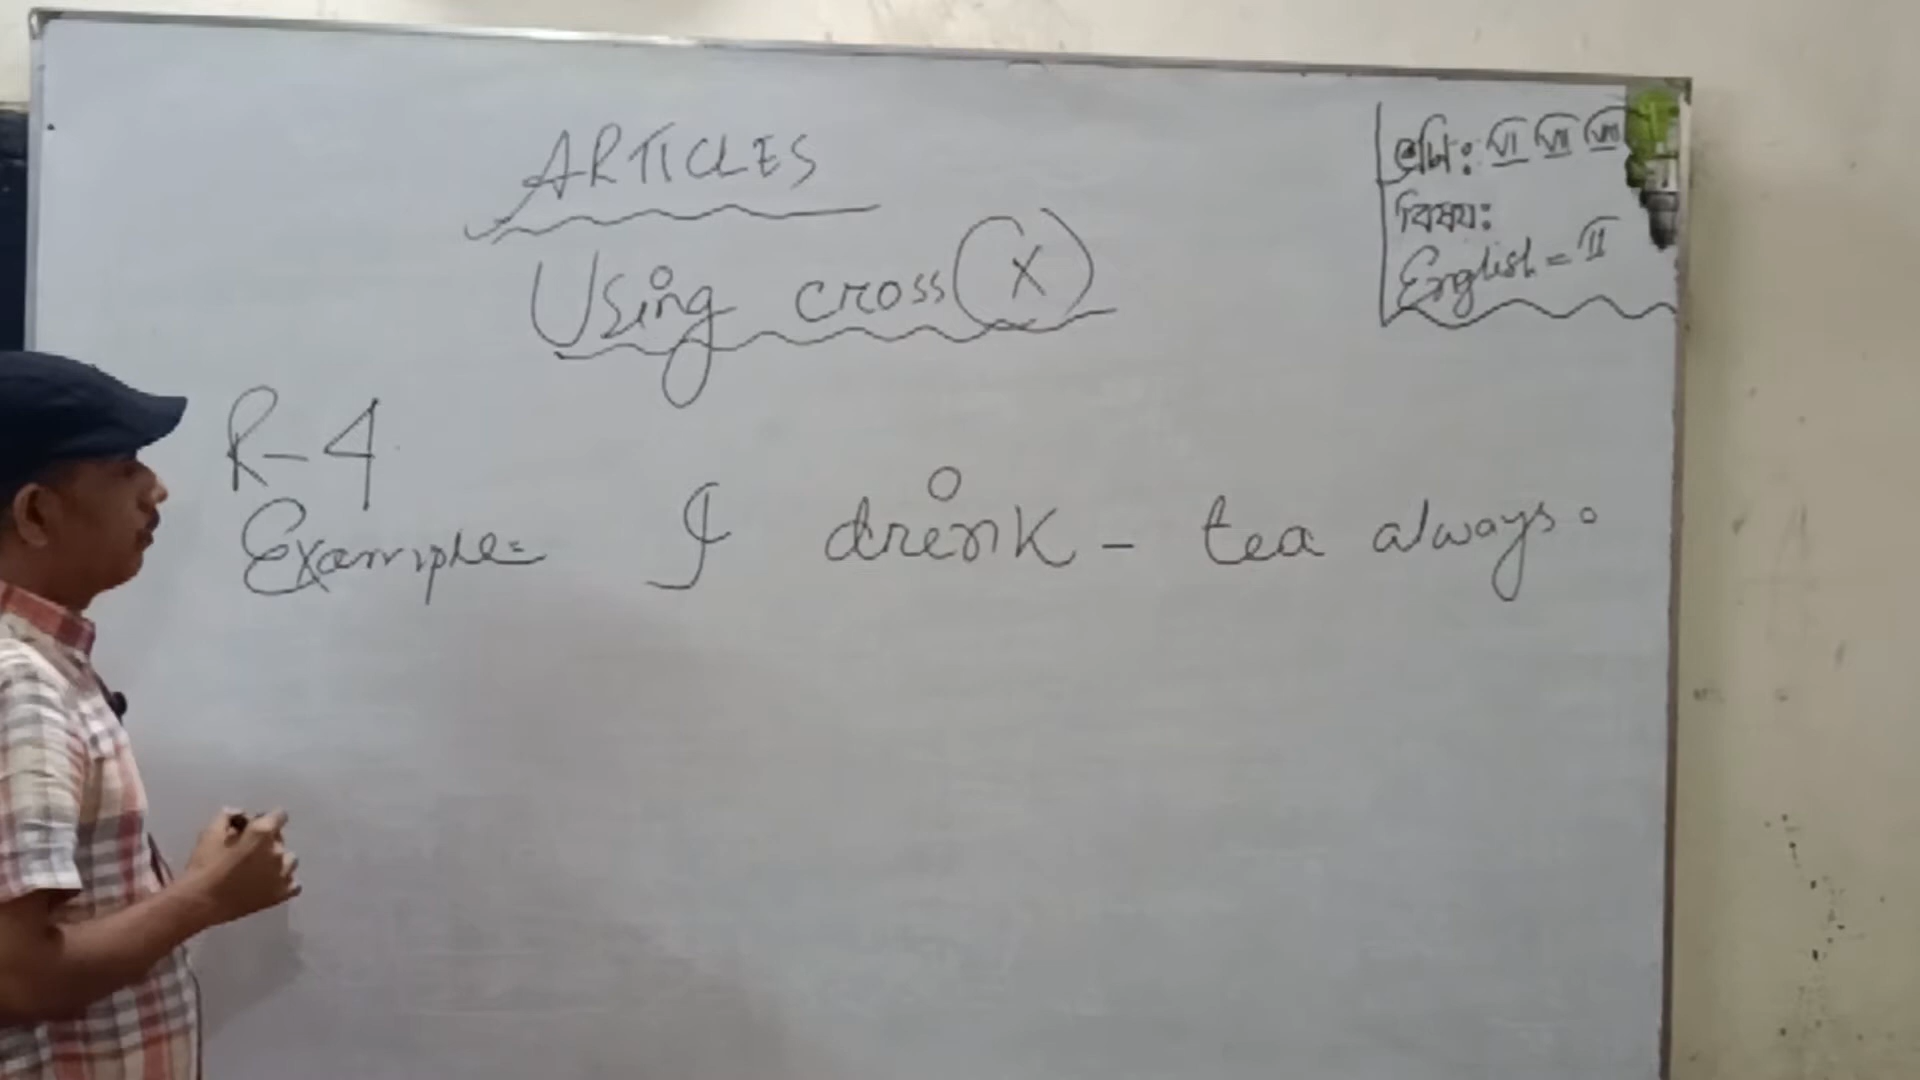 ARTICLES
Using cross (X)
শ্রেণি: VI VII VIII
বিষয়:
English = II
R-4
Example= I drink - tea always.